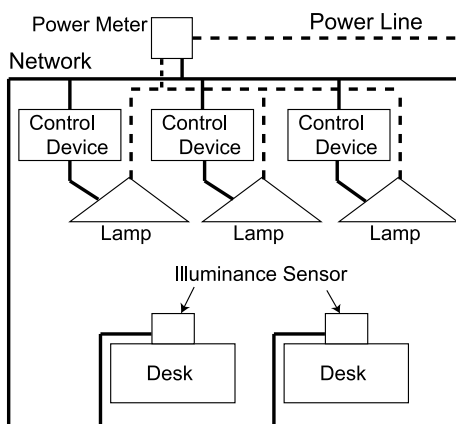 Power Meter
Power Line
Network
Control
Device
Control
Device
Control
Device
Lamp
Lamp
Lamp
Illuminance Sensor
Desk
Desk